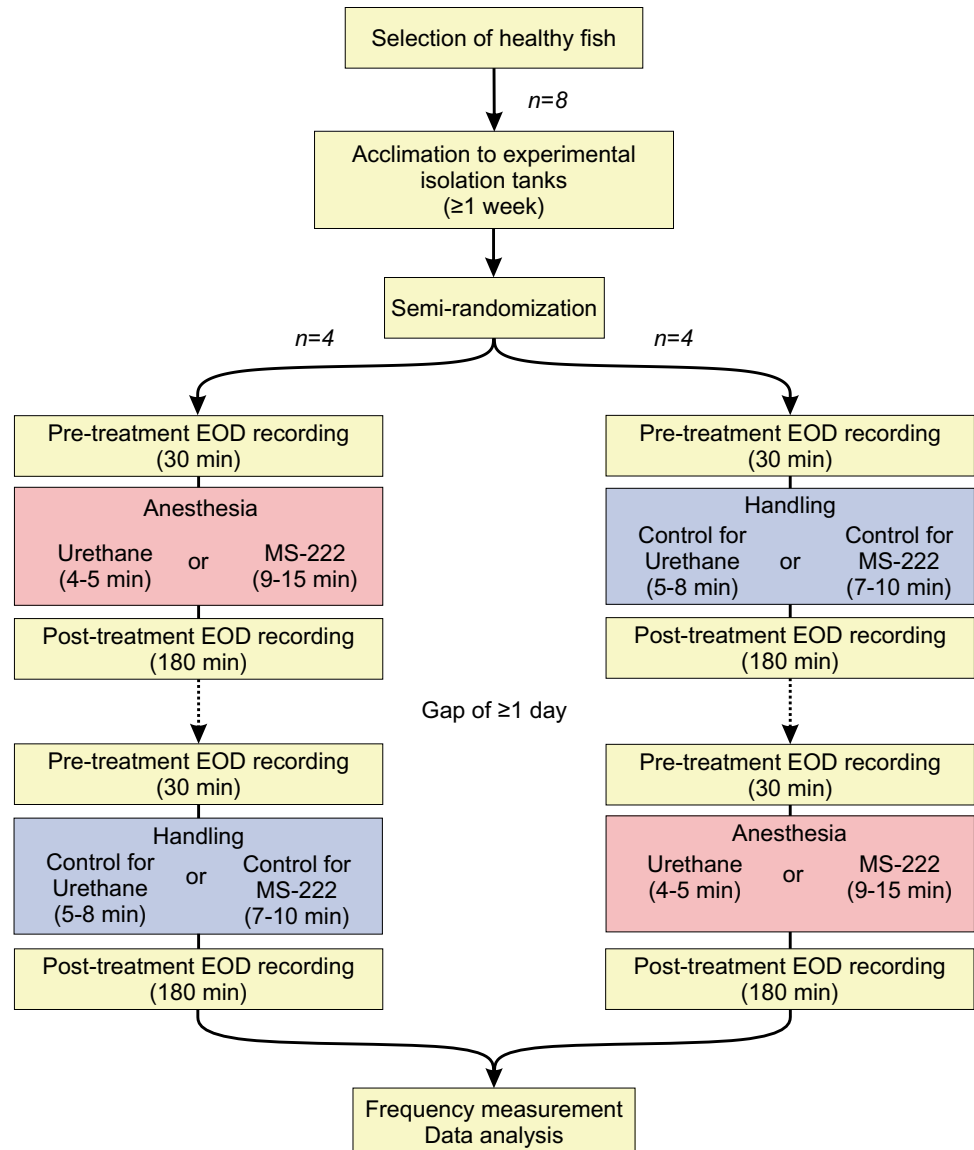 Selection of healthy fish
n=8
Acclimation to experimental
isolation tanks
(≥1 week)
Semi-randomization
n=4
n=4
Pre-treatment EOD recording
(30 min)
Anesthesia
Urethane
(4-5 min)
or
MS-222
(9-15 min)
Post-treatment EOD recording
(180 min)
Pre-treatment EOD recording
(30 min)
Handling
Control for
Urethane
(5-8 min)
or
Control for
MS-222
(7-10 min)
Post-treatment EOD recording
(180 min)
Gap of ≥1 day
Pre-treatment EOD recording
(30 min)
Handling
Control for
Urethane
(5-8 min)
or
Control for
MS-222
(7-10 min)
Post-treatment EOD recording
(180 min)
Pre-treatment EOD recording
(30 min)
Anesthesia
Urethane
(4-5 min)
or
MS-222
(9-15 min)
Post-treatment EOD recording
(180 min)
Frequency measurement
Data analysis